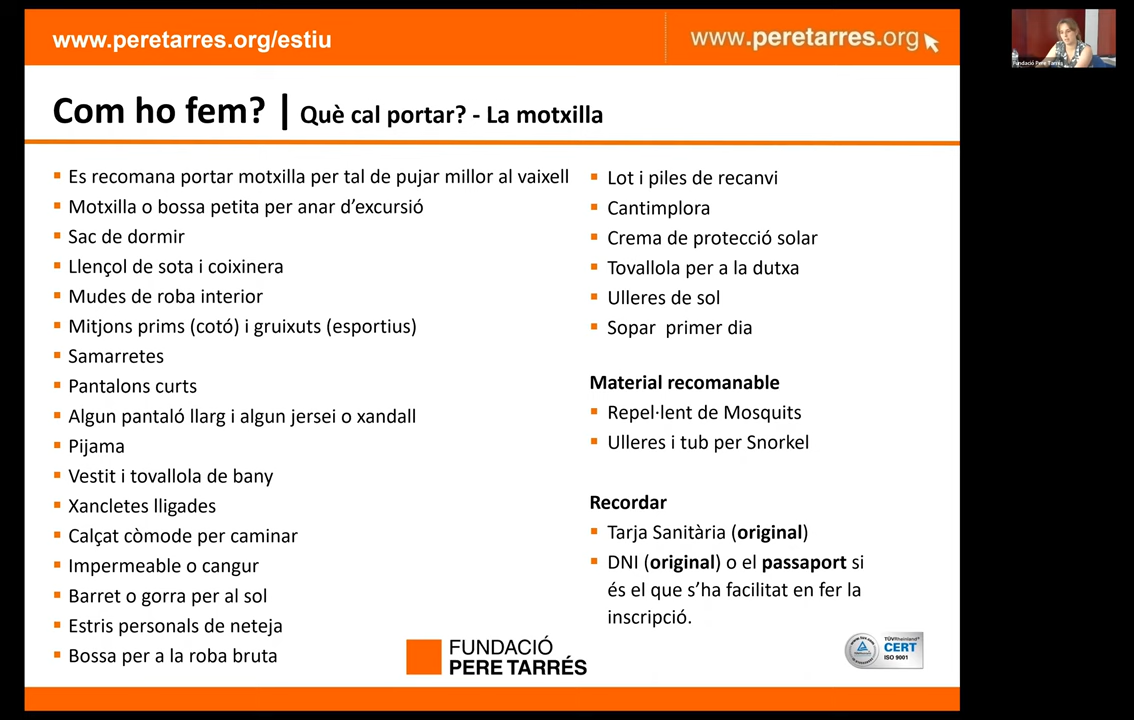 www.peretarres.org/estiu
www.peretarres.org
Fundació Pere Tarrés
Com ho fem? | Què cal portar? - La motxilla
Es recomana portar motxilla per tal de pujar millor al vaixell
Motxilla o bossa petita per anar d'excursió
Sac de dormir
Llençol de sota i coixinera
Mudes de roba interior
Mitjons prims (cotó) i gruixuts (esportius)
Samarretes
Pantalons curts
Algun pantaló llarg i algun jersei o xandall
Pijama
Vestit i tovallola de bany
Xancletes lligades
Calçat còmode per caminar
Impermeable o cangur
Barret o gorra per al sol
Estris personals de neteja
Bossa per a la roba bruta
Lot i piles de recanvi
Cantimplora
Crema de protecció solar
Tovallola per a la dutxa
Ulleres de sol
Sopar primer dia
Material recomanable
Repel·lent de Mosquits
Ulleres i tub per Snorkel
Recordar
Tarja Sanitària (original)
DNI (original) o el passaport si
és el que s'ha facilitat en fer la
inscripció.
FUNDACIÓ
PERE TARRÉS
TÜVRheinland
CERT
ISO 9001